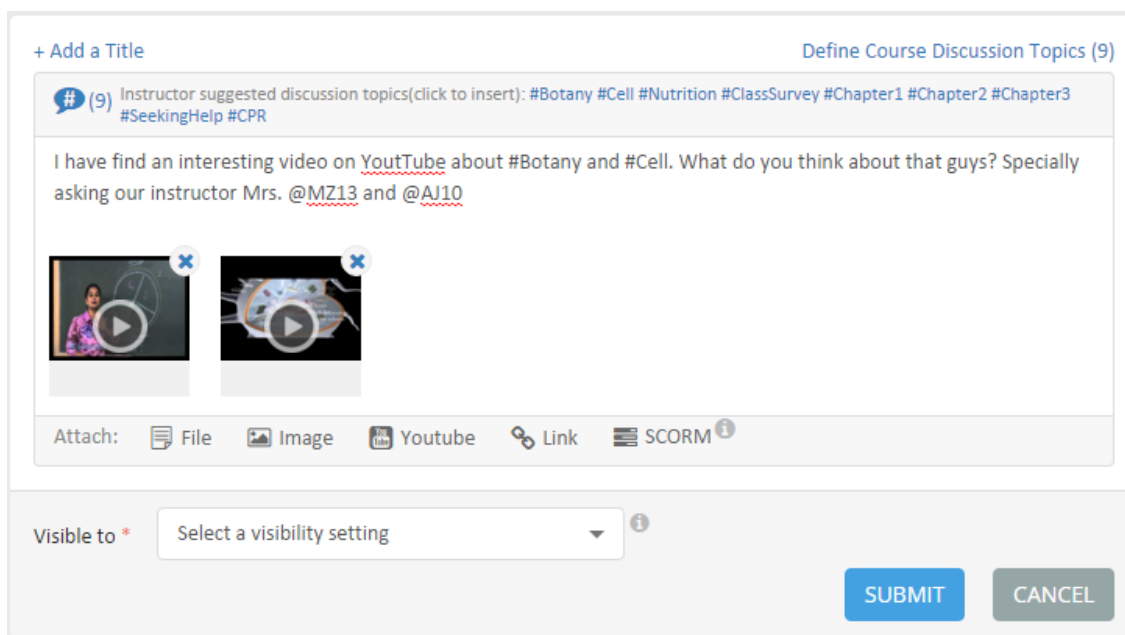 + Add a Title
Define Course Discussion Topics (9)
# (9) Instructor suggested discussion topics(click to insert): #Botany #Cell #Nutrition #ClassSurvey #Chapter1 #Chapter2 #Chapter3
#SeekingHelp #CPR
I have find an interesting video on YoutTube about #Botany and #Cell. What do you think about that guys? Specially
asking our instructor Mrs. @MZ13 and @AJ10
Attach: File Image You Tube Youtube Link SCORM i
Visible to * Select a visibility setting i
SUBMIT CANCEL